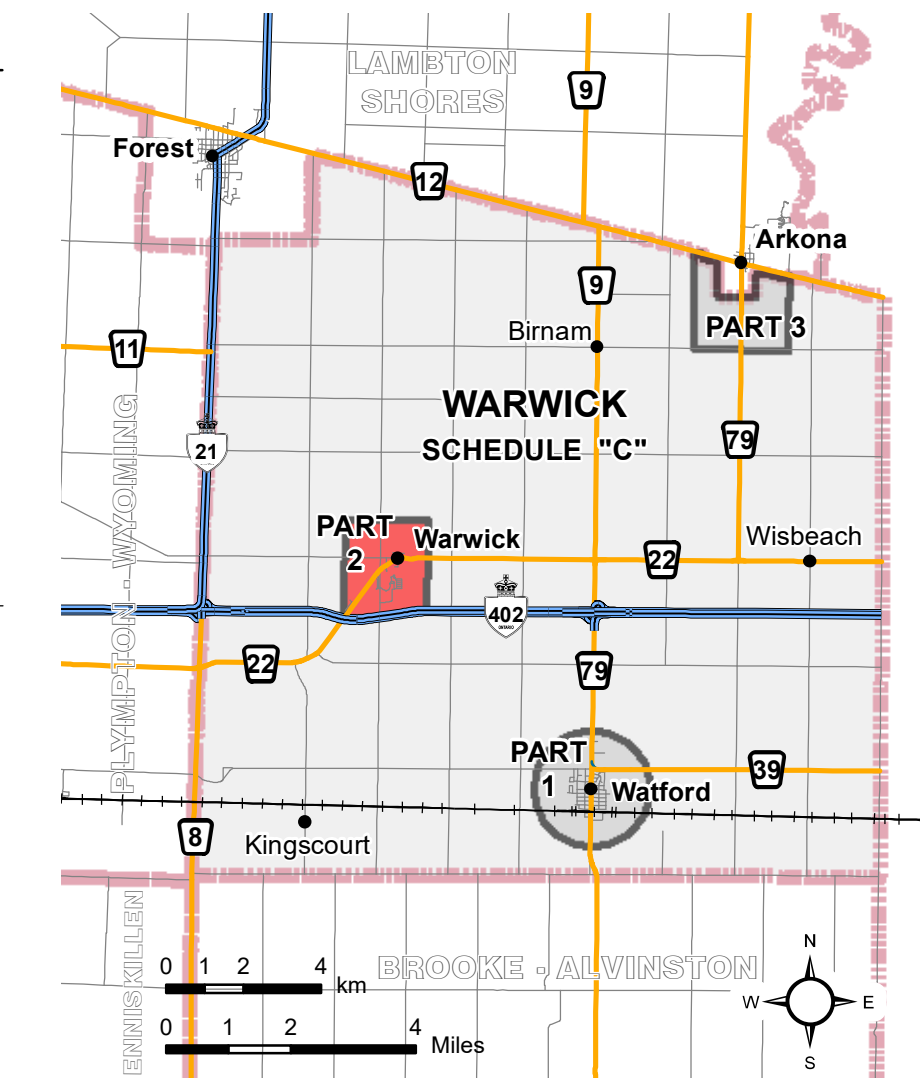 LAMBTON
SHORES
9
Forest
12
Arkona
9
PART 3
Birnam
11
WARWICK
SCHEDULE "C"
79
21
PLYMPTON - WYOMING
PART
2
Warwick
Wisbeach
22
402
ONTARIO
22
79
PART
1
39
Watford
8
Kingscourt
ENNISKILLEN
BROOKE - ALVINSTON
0 1 2 4
km
0 1 2 4
Miles
N
W E
S